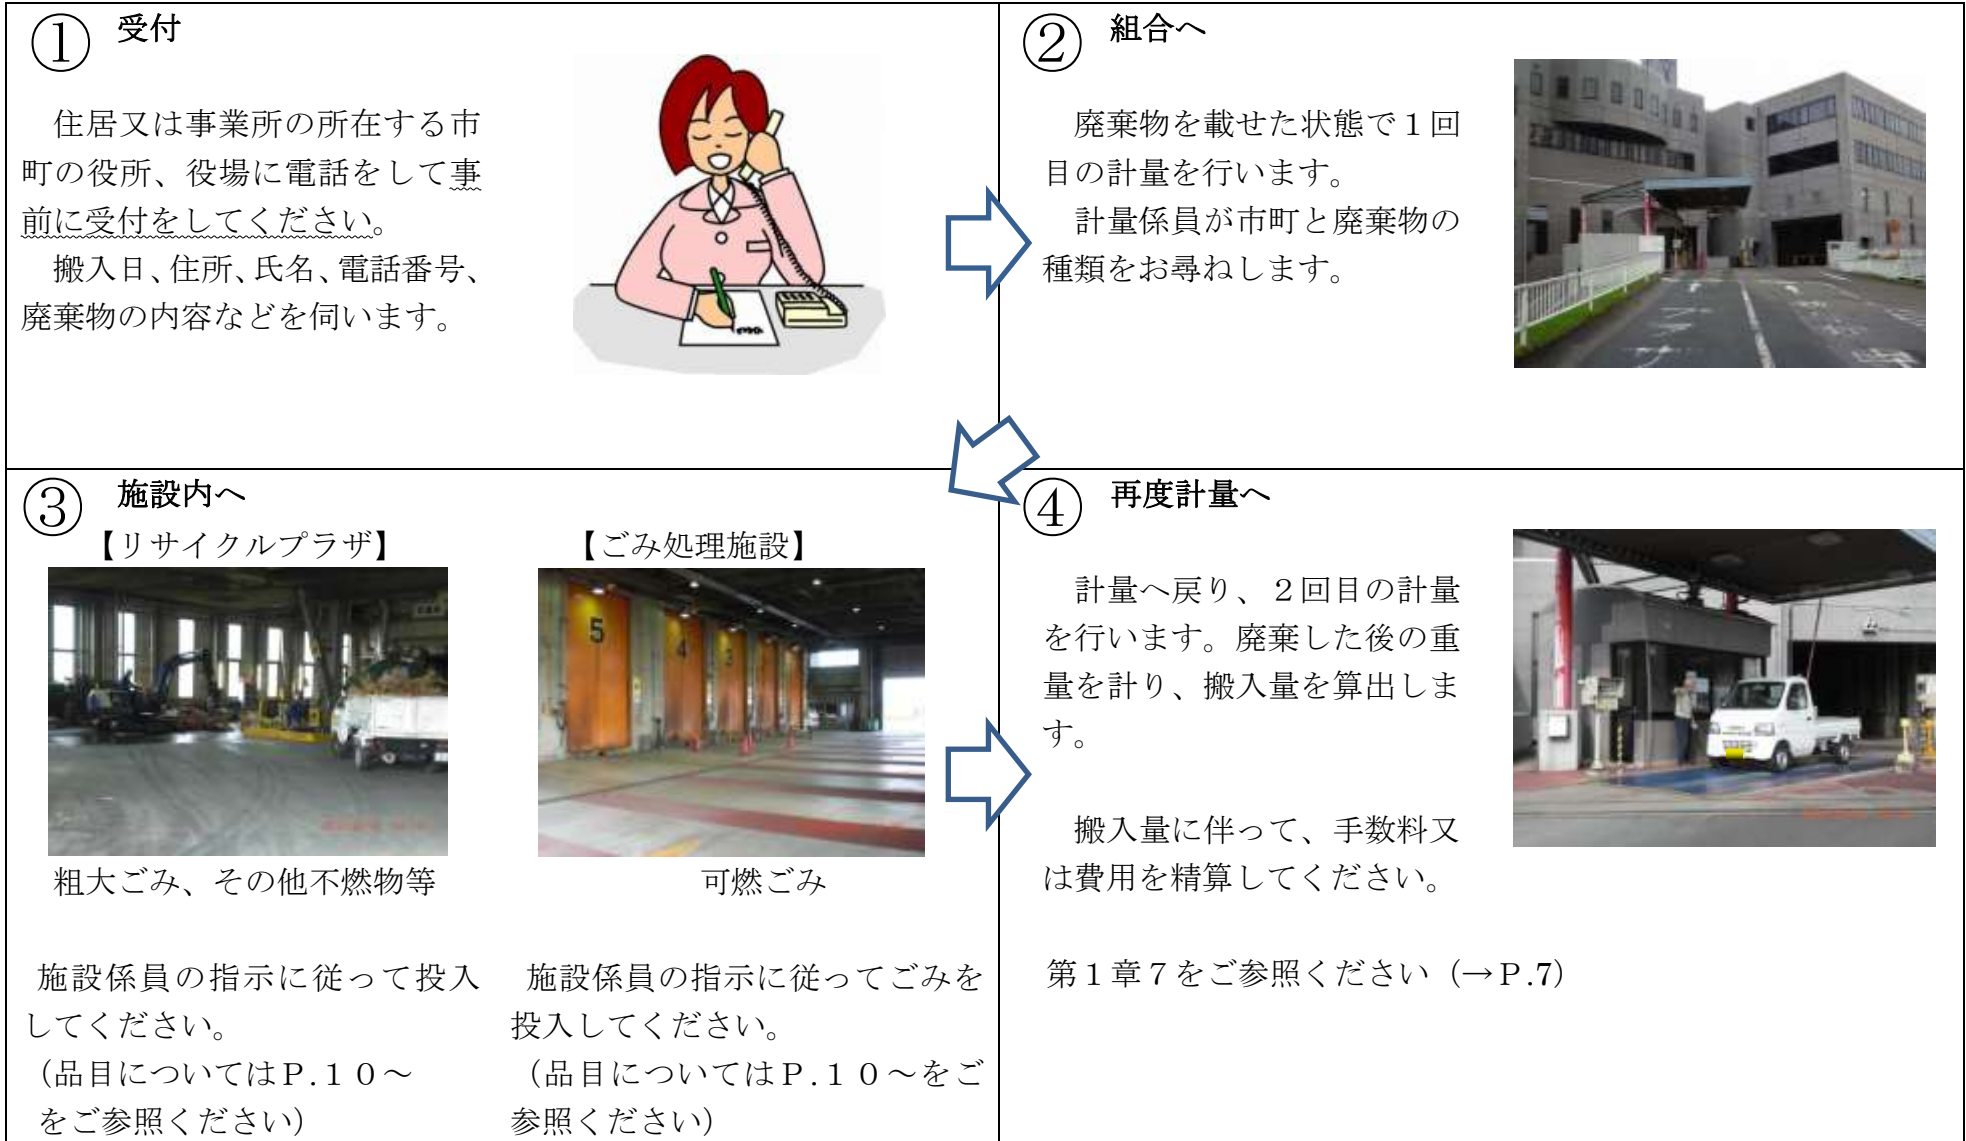 ① 受付
住居又は事業所の所在する市
町の役所、役場に電話をして事
前に受付をしてください。
搬入日、住所、氏名、電話番号、
廃棄物の内容などを伺います。
② 組合へ
廃棄物を載せた状態で１回
目の計量を行います。
計量係員が市町と廃棄物の
種類をお尋ねします。
③ 施設内へ
【リサイクルプラザ】
粗大ごみ、その他不燃物等
施設係員の指示に従って投入
してください。
（品目についてはＰ.１０～
をご参照ください）
【ごみ処理施設】
5
4
3
可燃ごみ
施設係員の指示に従ってごみを
投入してください。
（品目についてはＰ.１０～をご
参照ください）
④ 再度計量へ
計量へ戻り、２回目の計量
を行います。廃棄した後の重
量を計り、搬入量を算出しま
す。
搬入量に伴って、手数料又
は費用を精算してください。
第１章７をご参照ください（→Ｐ.7）